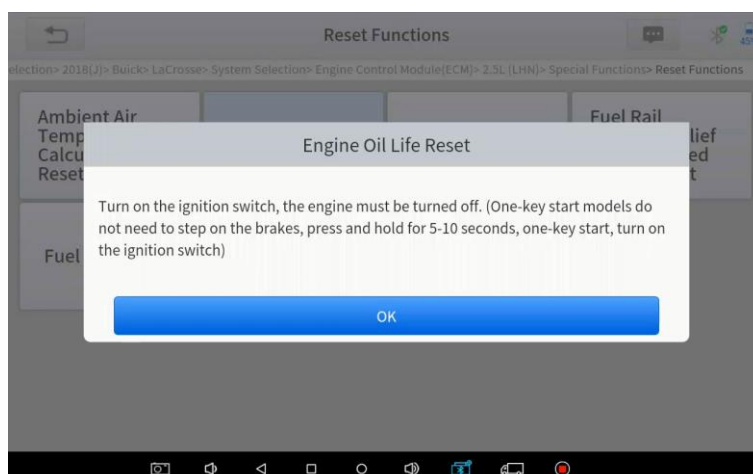 Reset Functions
45%
election> 2018(J)> Buick> LaCrosse> System Selection> Engine Control Module(ECM)> 2.5L (LHN)> Special Functions> Reset Functions
Ambient Air
Temp
Calcu
Reset
Fuel Rail
lief
ed
t
Engine Oil Life Reset
Turn on the ignition switch, the engine must be turned off. (One-key start models do
not need to step on the brakes, press and hold for 5-10 seconds, one-key start, turn on
the ignition switch)
Fuel
OK